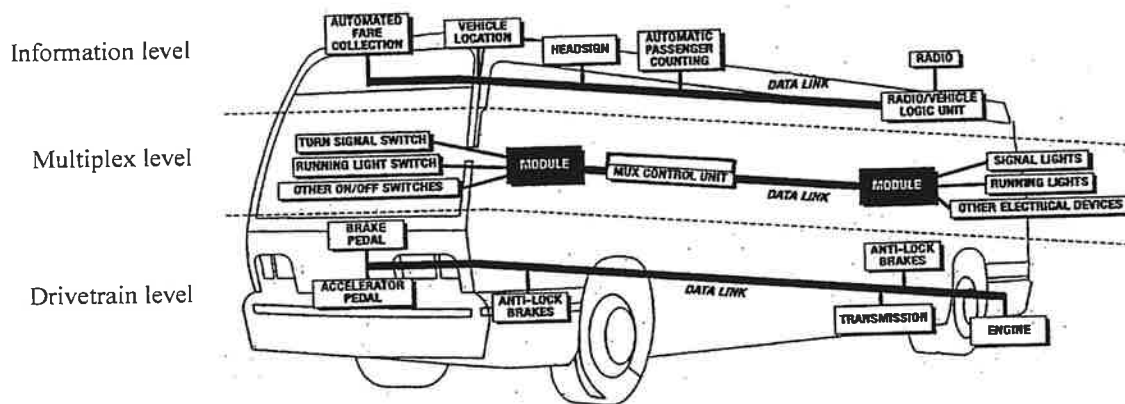 Information level
AUTOMATED
FARE
COLLECTION
VEHICLE
LOCATION
HEADSIGN
AUTOMATIC
PASSENGER
COUNTING
RADIO
DATA LINK
RADIO/VEHICLE
LOGIC UNIT
Multiplex level
TURN SIGNAL SWITCH
RUNNING LIGHT SWITCH
OTHER ON/OFF SWITCHES
MODULE
MUX CONTROL UNIT
DATA LINK
MODULE
SIGNAL LIGHTS
RUNNING LIGHTS
OTHER ELECTRICAL DEVICES
Drivetrain level
BRAKE
PEDAL
ACCELERATOR
PEDAL
ANTI-LOCK
BRAKES
DATA LINK
ANTI-LOCK
BRAKES
TRANSMISSION
ENGINE